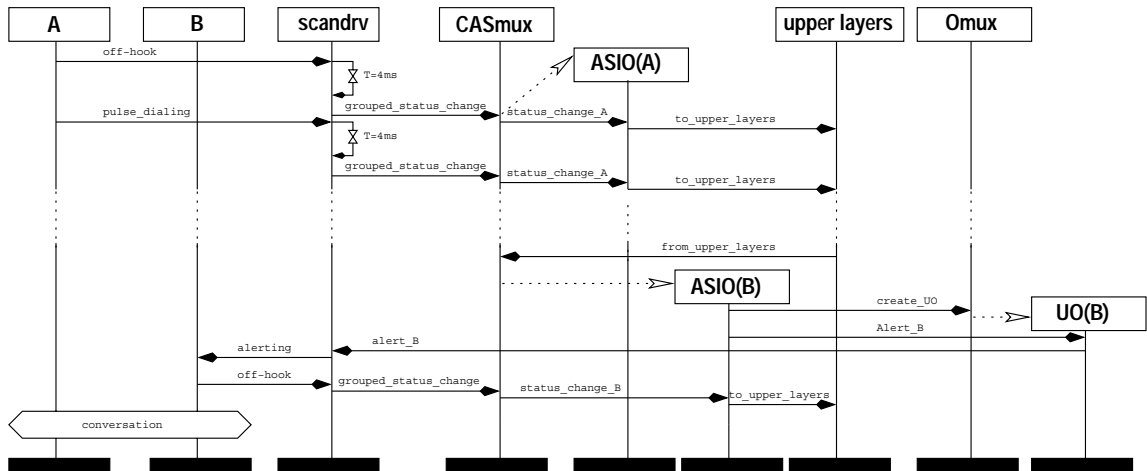 A B scandrv CASmux upper layers Omux
off-hook
ASIO(A)
T=4ms
grouped_status_change
pulse_dialing
status_change_A
to_upper_layers
T=4ms
grouped_status_change
status_change_A
to_upper_layers
from_upper_layers
ASIO(B)
create_UO
UO(B)
Alert_B
alert_B
alerting
off-hook
grouped_status_change
status_change_B
to_upper_layers
conversation